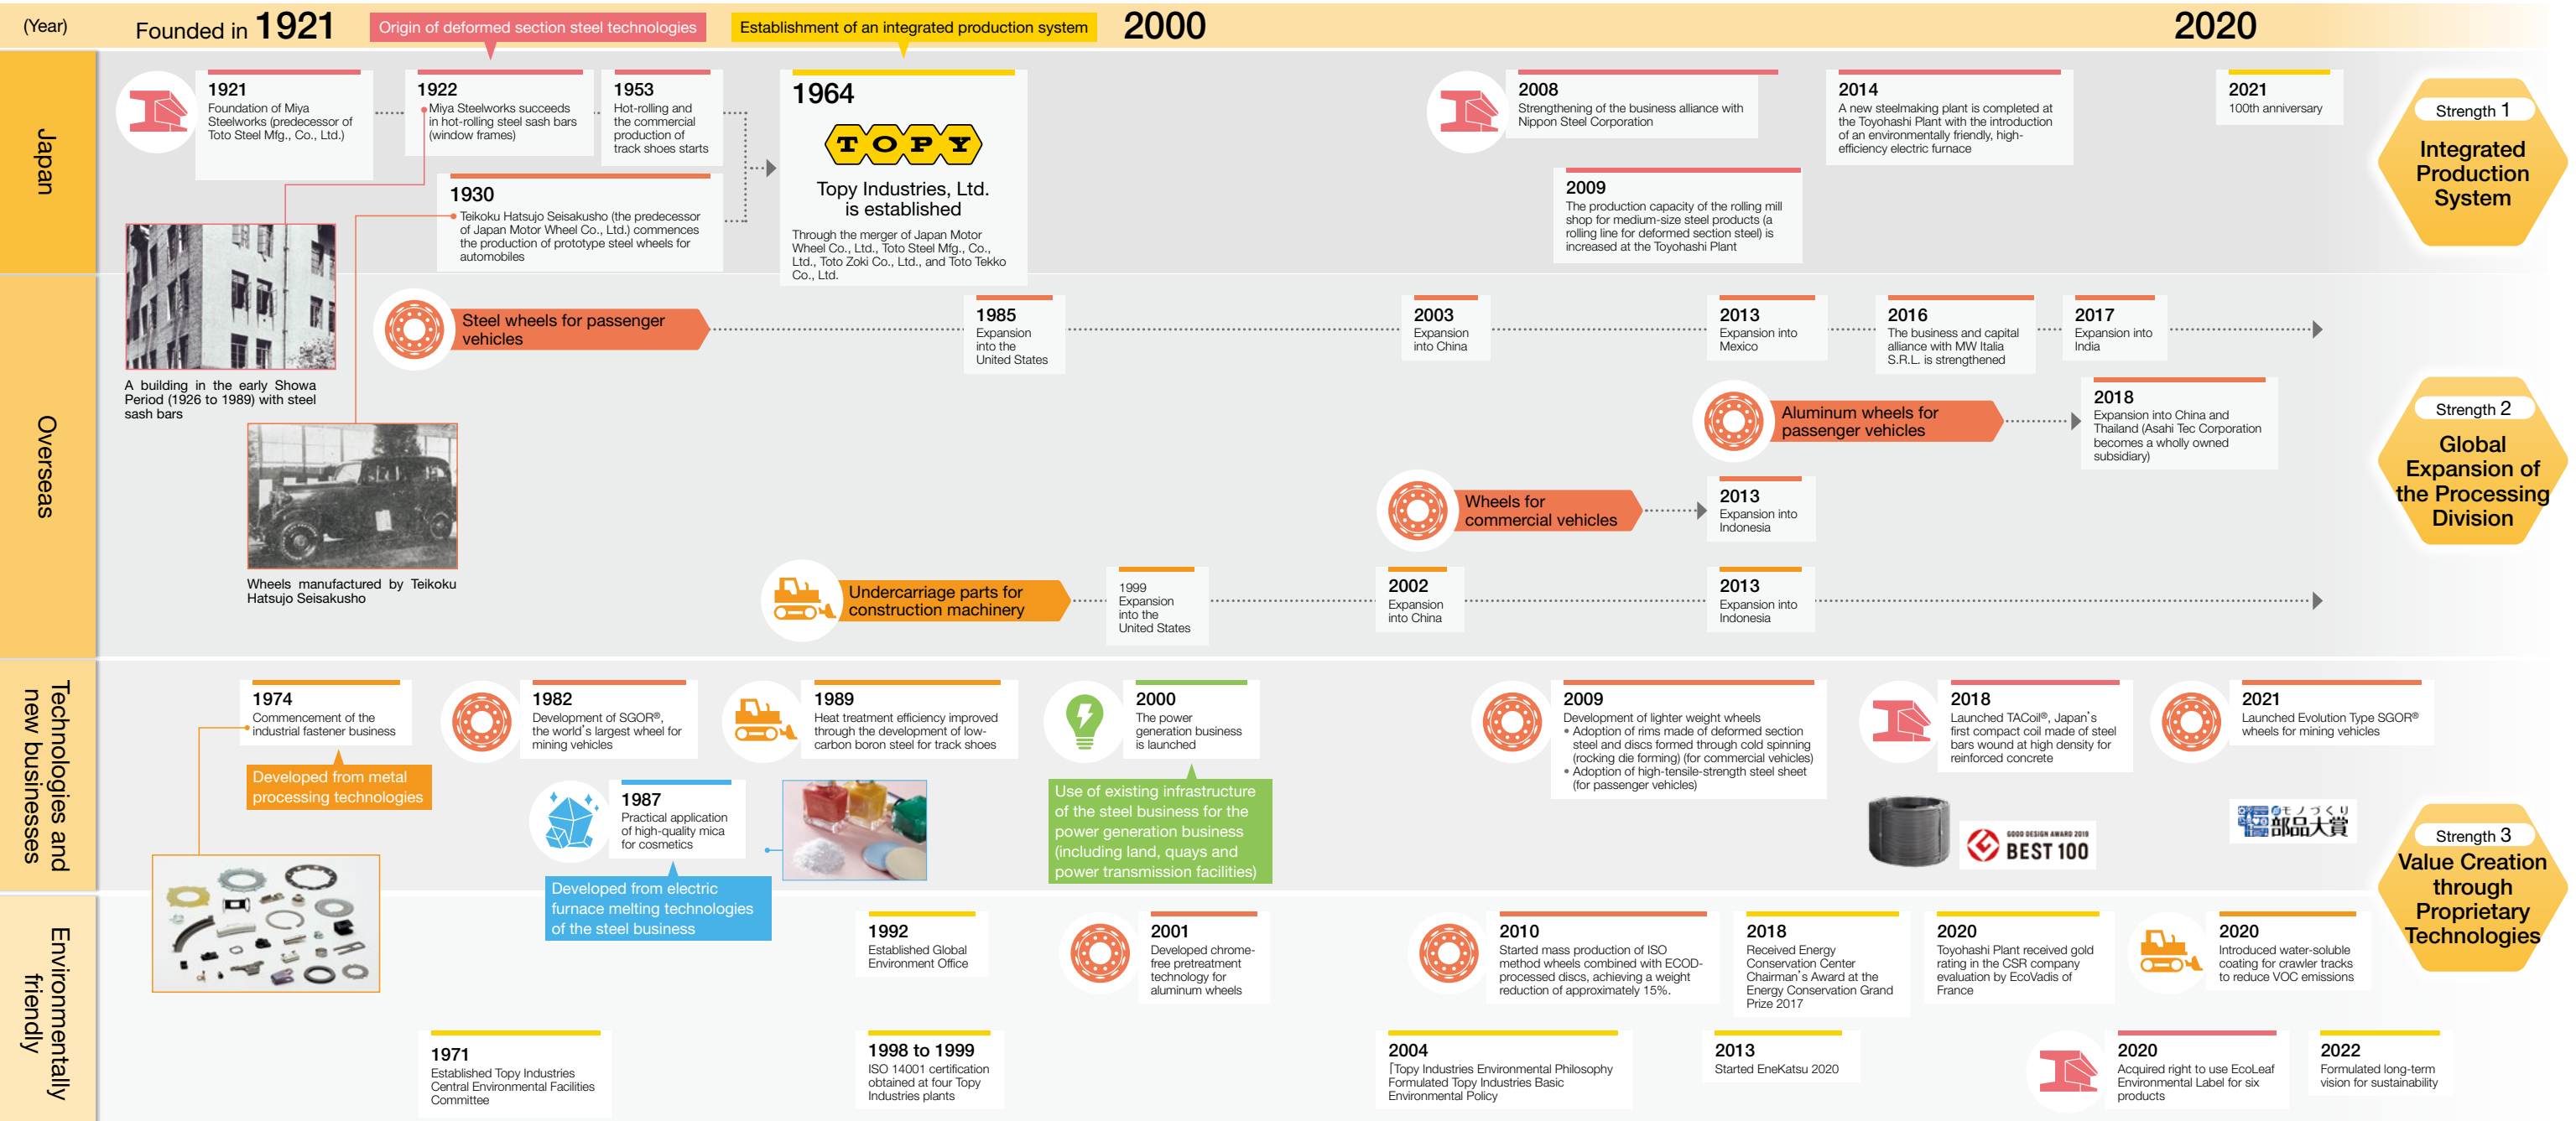 (Year)
Founded in 1921
Origin of deformed section steel technologies
Establishment of an integrated production system
2000
2020
Japan
1921
Foundation of Miya
Steelworks (predecessor of
Toto Steel Mfg., Co., Ltd.)
1922
Miya Steelworks succeeds
in hot-rolling steel sash bars
(window frames)
1953
Hot-rolling and
the commercial
production of
track shoes starts
1930
Teikoku Hatsujo Seisakusho (the predecessor
of Japan Motor Wheel Co., Ltd.) commences
the production of prototype steel wheels for
automobiles
1964
TOPY
Topy Industries, Ltd.
is established
Through the merger of Japan Motor
Wheel Co., Ltd., Toto Steel Mfg., Co.,
Ltd., Toto Zoki Co., Ltd., and Toto Tekko
Co., Ltd.
2008
Strengthening of the business alliance with
Nippon Steel Corporation
2009
The production capacity of the rolling mill
shop for medium-size steel products (a
rolling line for deformed section steel) is
increased at the Toyohashi Plant
2014
A new steelmaking plant is completed at
the Toyohashi Plant with the introduction
of an environmentally friendly, high-
efficiency electric furnace
2021
100th anniversary
Strength 1
Integrated
Production
System
Overseas
A building in the early Showa
Period (1926 to 1989) with steel
sash bars
Wheels manufactured by Teikoku
Hatsujo Seisakusho
Steel wheels for passenger
vehicles
1985
Expansion
into the
United States
2003
Expansion
into China
2013
Expansion into
Mexico
2016
The business and capital
alliance with MW Italia
S.R.L. is strengthened
2017
Expansion into
India
Aluminum wheels for
passenger vehicles
2018
Expansion into China and
Thailand (Asahi Tec Corporation
becomes a wholly owned
subsidiary)
Wheels for
commercial vehicles
2013
Expansion into
Indonesia
Undercarriage parts for
construction machinery
1999
Expansion
into the
United States
2002
Expansion
into China
2013
Expansion into
Indonesia
Strength 2
Global
Expansion of
the Processing
Division
Technologies and
new businesses
1974
Commencement of the
industrial fastener business
Developed from metal
processing technologies
1982
Development of SGOR®,
the world's largest wheel for
mining vehicles
1987
Practical application
of high-quality mica
for cosmetics
Developed from electric
furnace melting technologies
of the steel business
1989
Heat treatment efficiency improved
through the development of low-
carbon boron steel for track shoes
2000
The power
generation business
is launched
Use of existing infrastructure
of the steel business for the
power generation business
(including land, quays and
power transmission facilities)
2009
Development of lighter weight wheels
• Adoption of rims made of deformed section
steel and discs formed through cold spinning
(rocking die forming) (for commercial vehicles)
• Adoption of high-tensile-strength steel sheet
(for passenger vehicles)
2018
Launched TACoil®, Japan's
first compact coil made of steel
bars wound at high density for
reinforced concrete
GOOD DESIGN AWARD 2019
BEST 100
2021
Launched Evolution Type SGOR®
wheels for mining vehicles
モノづくり
部品大賞
Strength 3
Value Creation
through
Proprietary
Technologies
Environmentally
friendly
1992
Established Global
Environment Office
2001
Developed chrome-
free pretreatment
technology for
aluminum wheels
2010
Started mass production of ISO
method wheels combined with ECOD-
processed discs, achieving a weight
reduction of approximately 15%.
2018
Received Energy
Conservation Center
Chairman's Award at the
Energy Conservation Grand
Prize 2017
2020
Toyohashi Plant received gold
rating in the CSR company
evaluation by EcoVadis of
France
2020
Introduced water-soluble
coating for crawler tracks
to reduce VOC emissions
1971
Established Topy Industries
Central Environmental Facilities
Committee
1998 to 1999
ISO 14001 certification
obtained at four Topy
Industries plants
2004
「Topy Industries Environmental Philosophy
Formulated Topy Industries Basic
Environmental Policy
2013
Started EneKatsu 2020
2020
Acquired right to use EcoLeaf
Environmental Label for six
products
2022
Formulated long-term
vision for sustainability